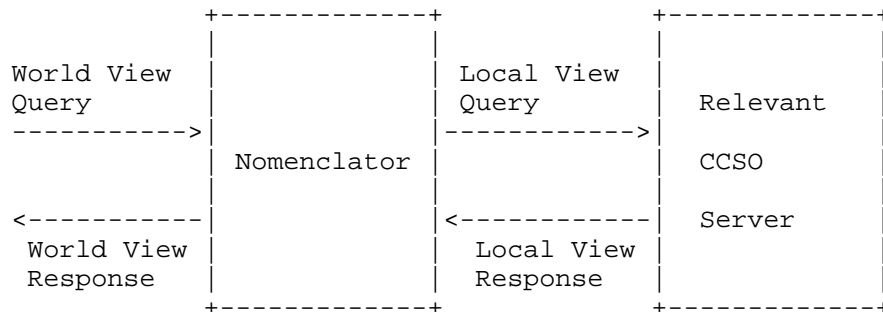 World View Local View
Query Query Relevant
Nomenclator CCSO
Server
World View Local View
Response Response